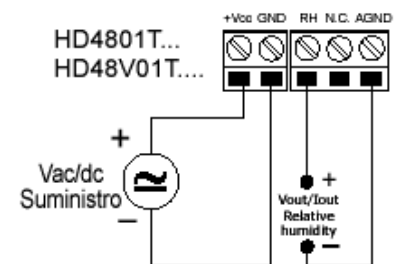 +Vcc GND RH N.C. AGND
HD4801T...
HD48V01T....
+
Vac/dc
Suministro
−
+
Vout/Iout
Relative
humidity
−